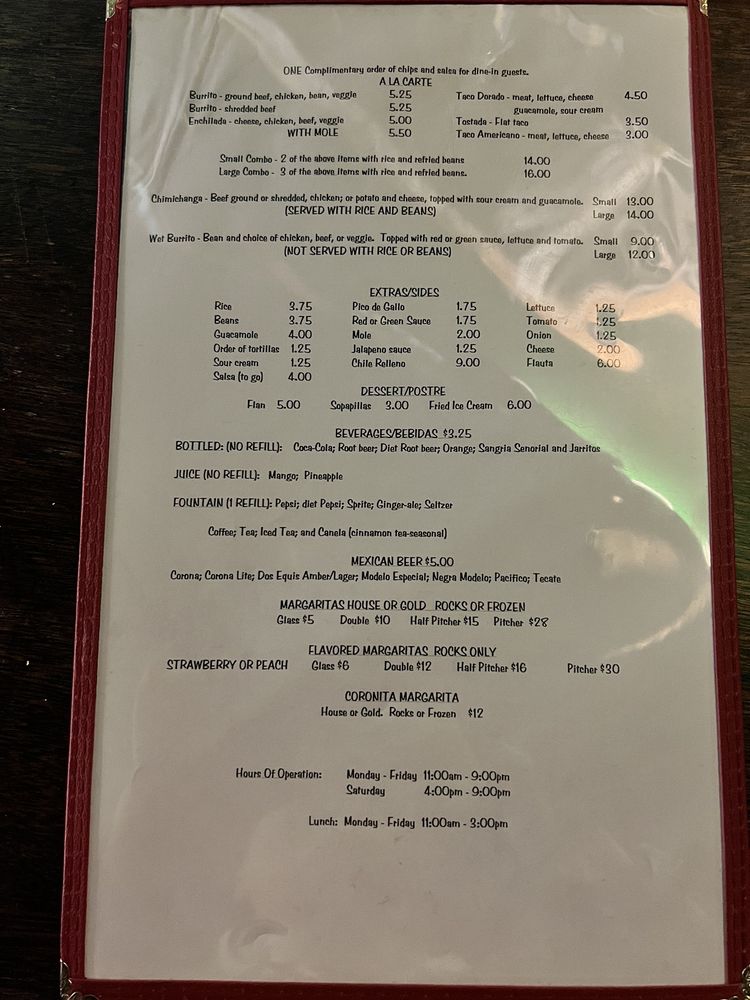 ONE Complimentary order of chips and salsa for dine-in guests.
A LA CARTE
Burrito - ground beef, chicken, bean, veggie 5.25 Taco Dorado - meat, lettuce, cheese 4.50
Burrito - shredded beef 5.25 guacamole, sour cream
Enchilada - cheese, chicken, beef, veggie 5.00 Tostada - Flat taco 3.50
WITH MOLE 5.50 Taco Americano - meat, lettuce, cheese 3.00
Small Combo - 2 of the above items with rice and refried beans 14.00
Large Combo - 3 of the above items with rice and refried beans. 16.00
Chimichanga - Beef ground or shredded, chicken; or potato and cheese, topped with sour cream and guacamole. Small 13.00
(SERVED WITH RICE AND BEANS) Large 14.00
Wet Burrito - Bean and choice of chicken, beef, or veggie. Topped with red or green sauce, lettuce and tomato. Small 9.00
(NOT SERVED WITH RICE OR BEANS) Large 12.00
EXTRAS/SIDES
Rice 3.75 Pico de Gallo 1.75 Lettuce 1.25
Beans 3.75 Red or Green Sauce 1.75 Tomato 1.25
Guacamole 4.00 Mole 2.00 Onion 1.25
Order of tortillas 1.25 Jalapeno sauce 1.25 Cheese 2.00
Sour cream 1.25 Chile Relleno 9.00 Flauta 6.00
Salsa (to go) 4.00
DESSERT/POSTRE
Flan 5.00 Sopapillas 3.00 Fried Ice Cream 6.00
BEVERAGES/BEBIDAS $3.25
BOTTLED: (NO REFILL): Coca-Cola; Root beer; Diet Root beer; Orange; Sangria Senorial and Jarritos
JUICE (NO REFILL): Mango; Pineapple
FOUNTAIN (1 REFILL): Pepsi; diet Pepsi; Sprite; Ginger-ale; Seltzer
Coffee; Tea; Iced Tea; and Canela (cinnamon tea-seasonal)
MEXICAN BEER $5.00
Corona; Corona Lite; Dos Equis Amber/Lager; Modelo Especial; Negra Modelo; Pacifico; Tecate
MARGARITAS HOUSE OR GOLD ROCKS OR FROZEN
Glass $5 Double $10 Half Pitcher $15 Pitcher $28
FLAVORED MARGARITAS ROCKS ONLY
STRAWBERRY OR PEACH Glass $6 Double $12 Half Pitcher $16 Pitcher $30
CORONITA MARGARITA
House or Gold. Rocks or Frozen $12
Hours Of Operation: Monday - Friday 11:00am - 9:00pm
Saturday 4:00pm - 9:00pm
Lunch: Monday - Friday 11:00am - 3:00pm